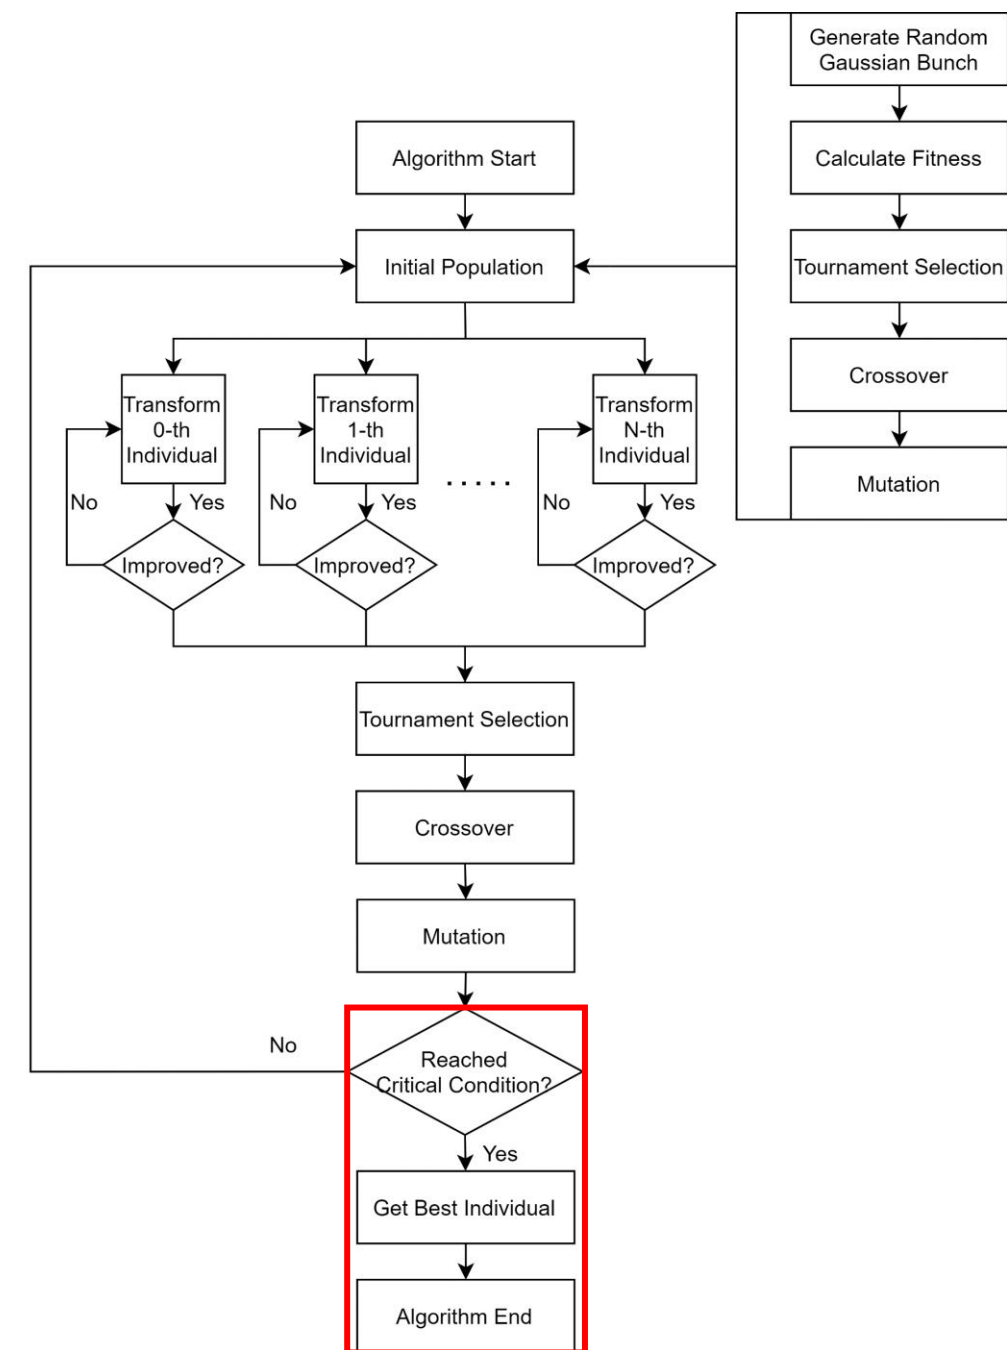 Generate Random
Gaussian Bunch
Algorithm Start
Calculate Fitness
Initial Population
Tournament Selection
Crossover
Transform
0-th
Individual
Transform
1-th
Individual
.....
Transform
N-th
Individual
Mutation
No
Yes
No
Yes
No
Yes
Improved?
Improved?
Improved?
Tournament Selection
Crossover
Mutation
No
Reached
Critical Condition?
Yes
Get Best Individual
Algorithm End